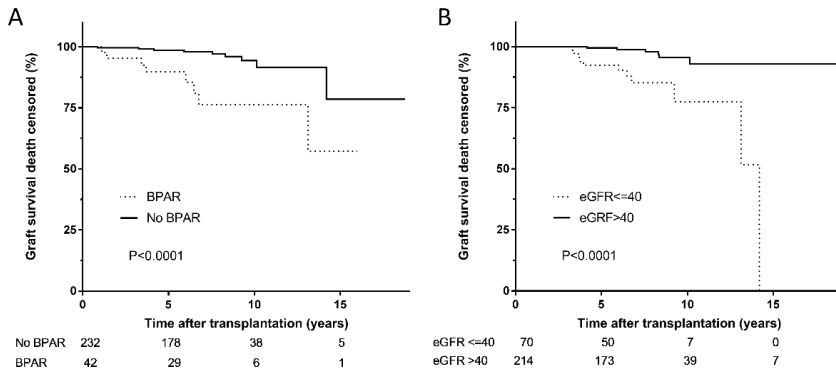 A
Graft survival death censored (%)
100
75
50
25
0
BPAR
No BPAR
P<0.0001
0 5 10 15
Time after transplantation (years)
No BPAR 232 178 38 5
BPAR 42 29 6 1
B
Graft survival death censored (%)
100
75
50
25
0
eGFR<=40
eGRF>40
P<0.0001
0 5 10 15
Time after transplantation (years)
eGFR <=40 70 50 7 0
eGFR >40 214 173 39 7